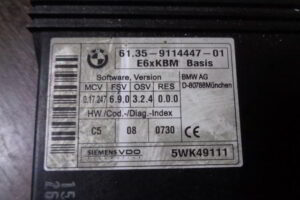 61.35-9114447-01
E6xKBM Basis
Software, Version
MCV FSV OSV RES
0.17.247 6.9.0 3.2.4 0.0.0
HW /Cod.-/Diag.-Index
C5 08 0730
BMW AG
D-80788München
SIEMENS VDO
5WK49111